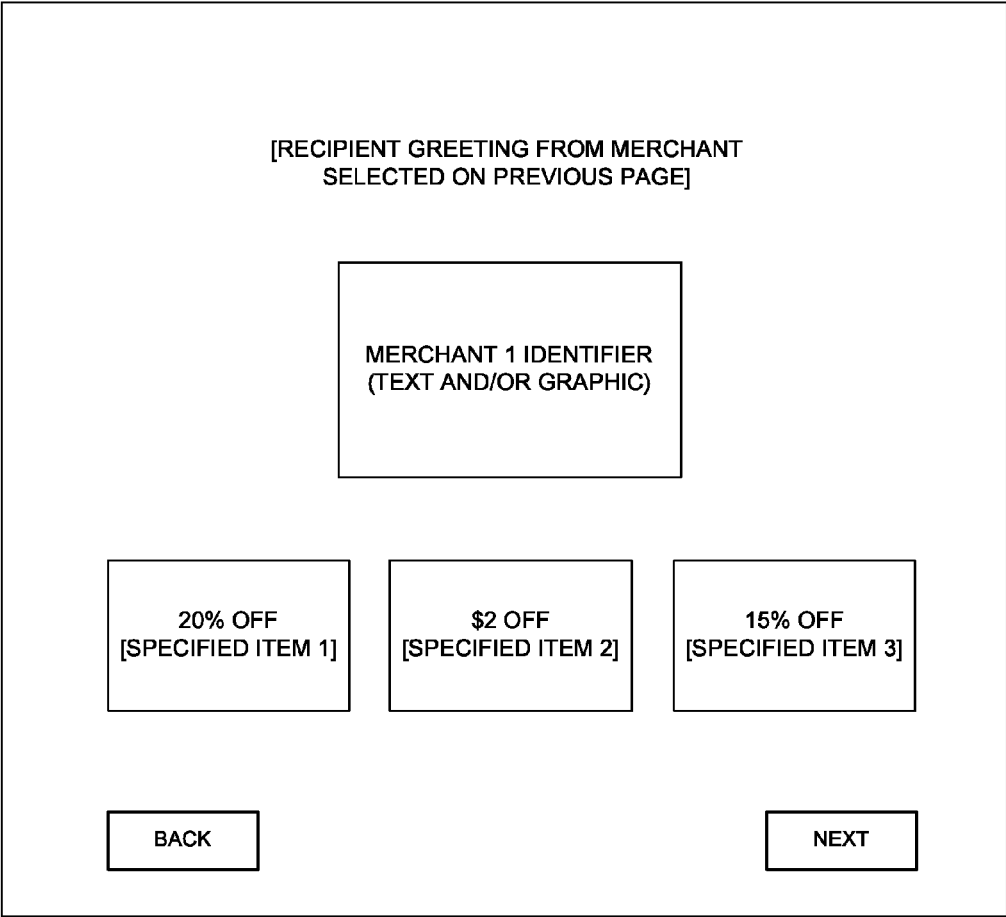 [RECIPIENT GREETING FROM MERCHANT
SELECTED ON PREVIOUS PAGE]
MERCHANT 1 IDENTIFIER
(TEXT AND/OR GRAPHIC)
20% OFF
[SPECIFIED ITEM 1]
$2 OFF
[SPECIFIED ITEM 2]
15% OFF
[SPECIFIED ITEM 3]
BACK
NEXT